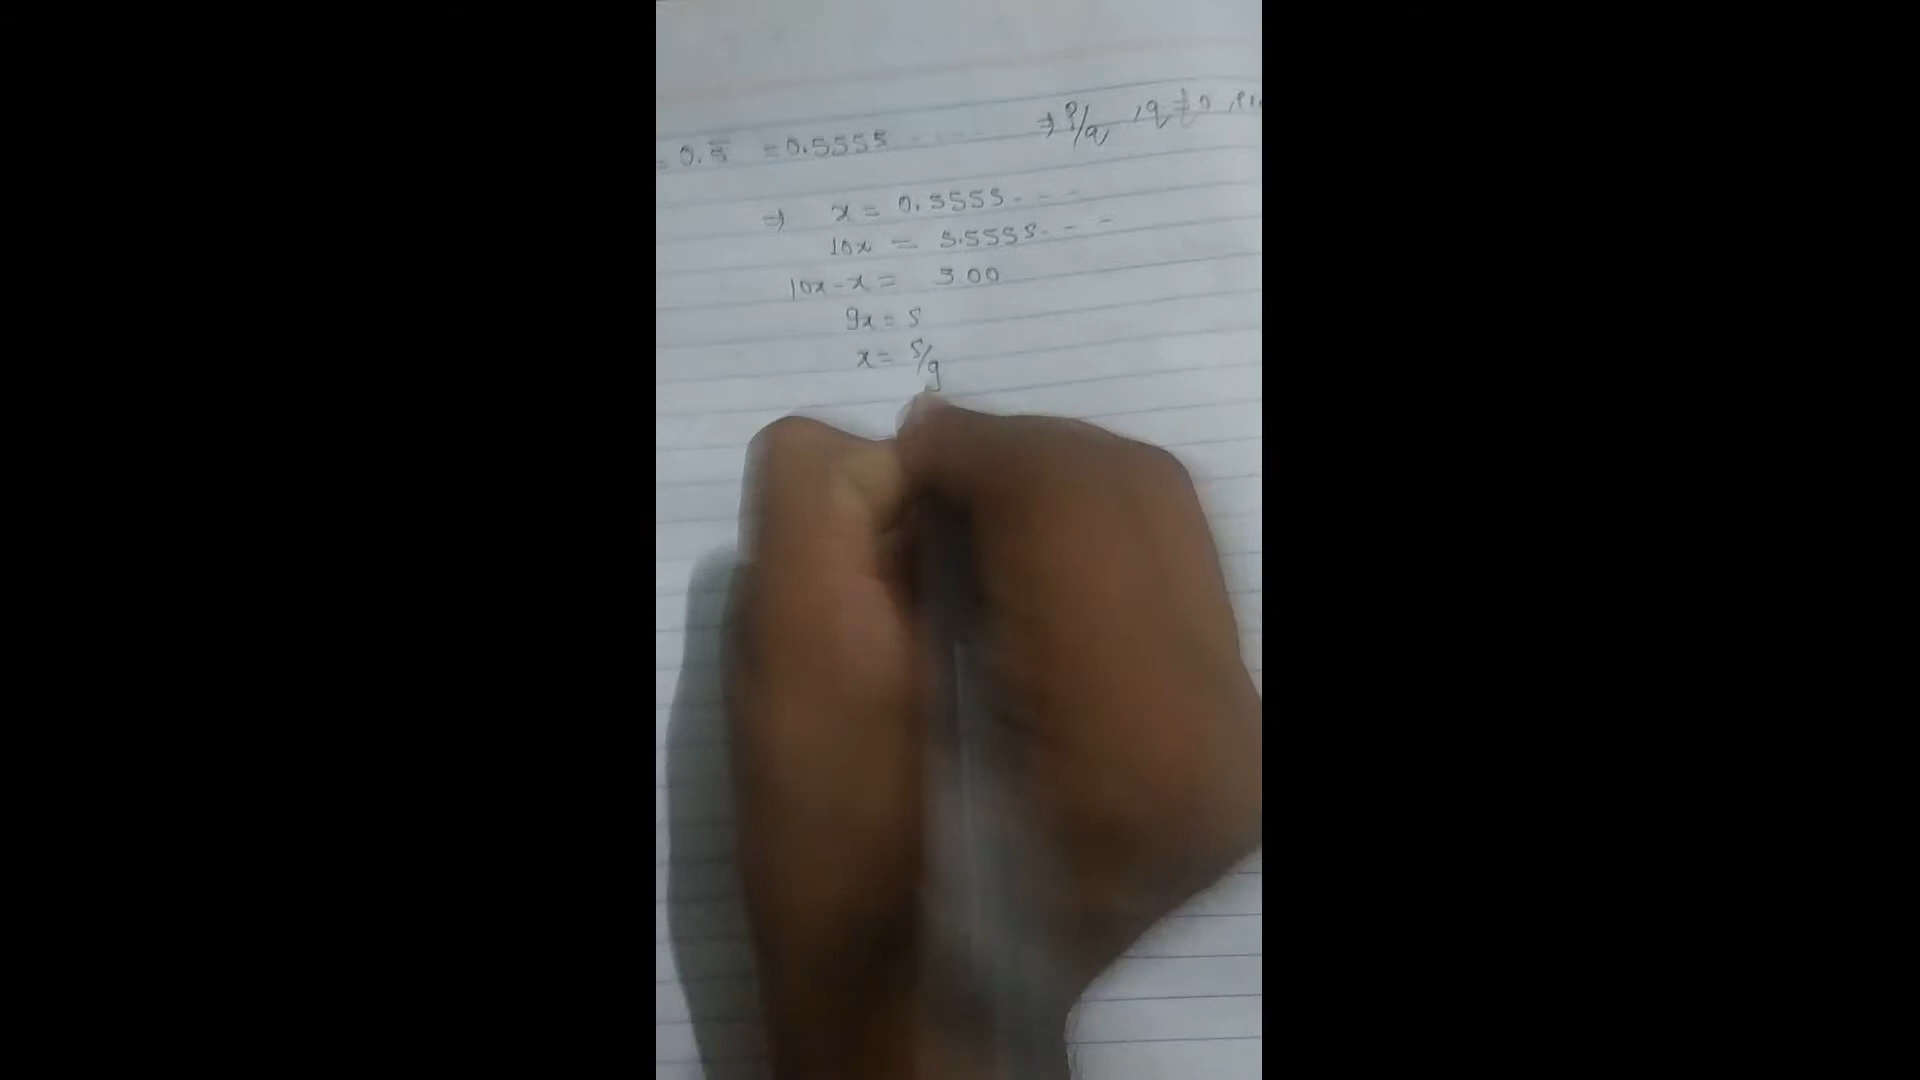 = 0.5̅ = 0.5555 ..... ⇒ p/q , q ≠ 0
⇒ x = 0.5555....
10x = 5.5555....
10x - x = 5.00
9x = 5
x = 5/9